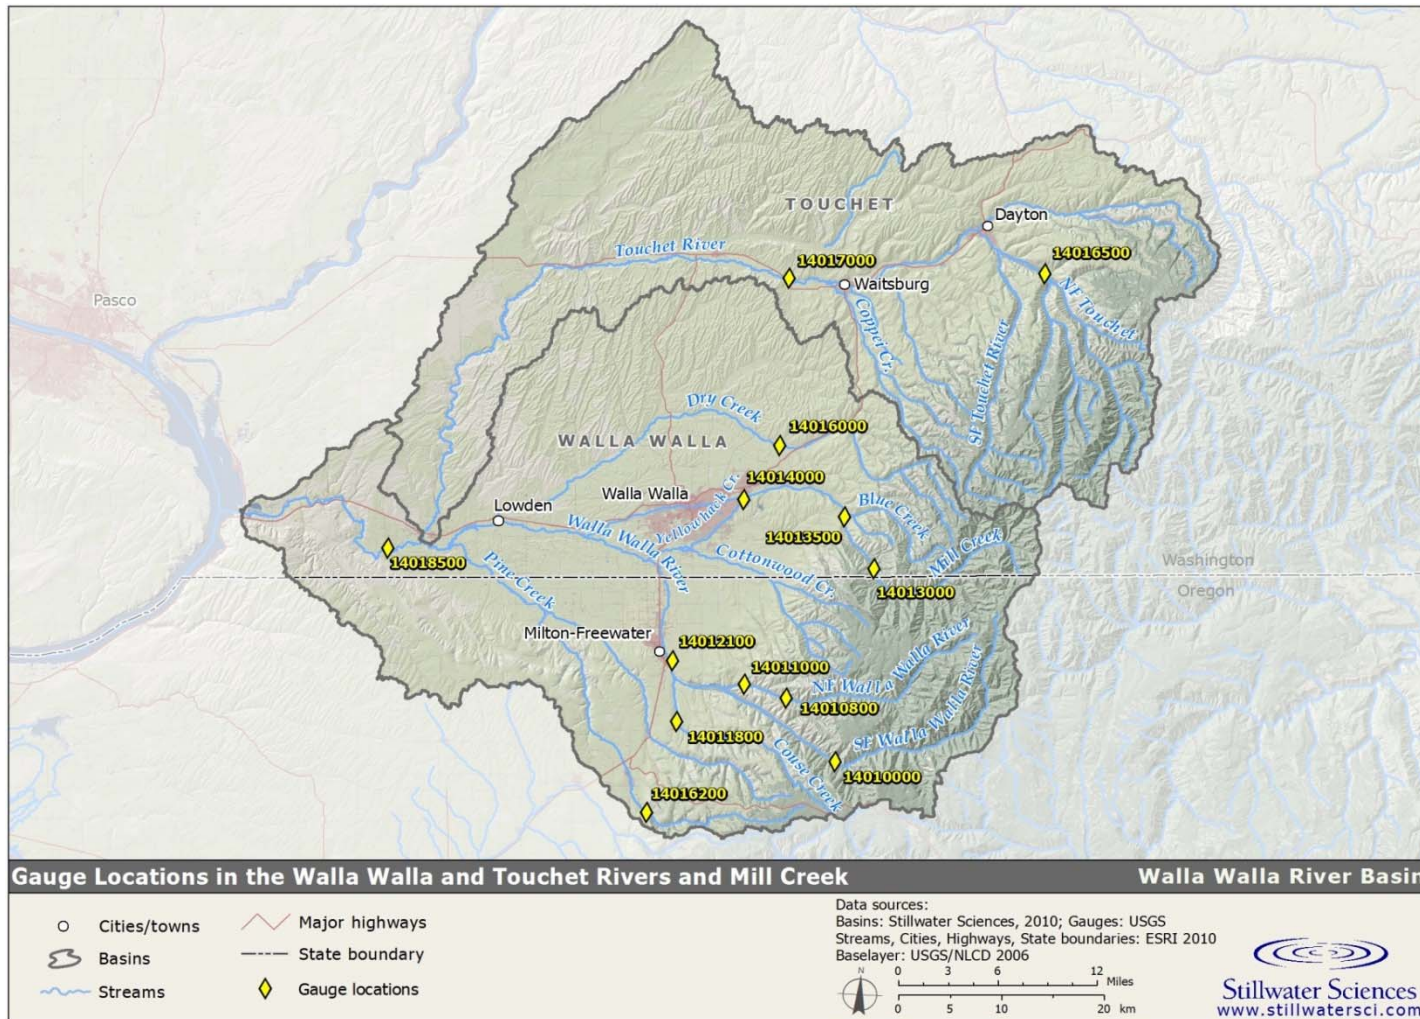 TOUCHET
Dayton
Touchet River
14017000
14016500
Pasco
Waitsburg
NF Touchet
Copper Cr.
SF Touchet River
Dry Creek
14016000
WALLA WALLA
14014000
Walla Walla
Yellowhack Cr.
Lowden
Blue Creek
Walla Walla River
14013500
Cottonwood Cr.
Mill Creek
14018500
Pine Creek
14013000
Washington
Oregon
Milton-Freewater
14012100
14011000
NF Walla Walla River
14010800
14011800
SF Walla Walla River
Couse Creek
14010000
14016200
Gauge Locations in the Walla Walla and Touchet Rivers and Mill Creek
Walla Walla River Basin
Cities/towns
Basins
Streams
Major highways
State boundary
Gauge locations
Data sources:
Basins: Stillwater Sciences, 2010; Gauges: USGS
Streams, Cities, Highways, State boundaries: ESRI 2010
Baselayer: USGS/NLCD 2006
N
0 3 6 12 Miles
0 5 10 20 km
Stillwater Sciences
www.stillwatersci.com